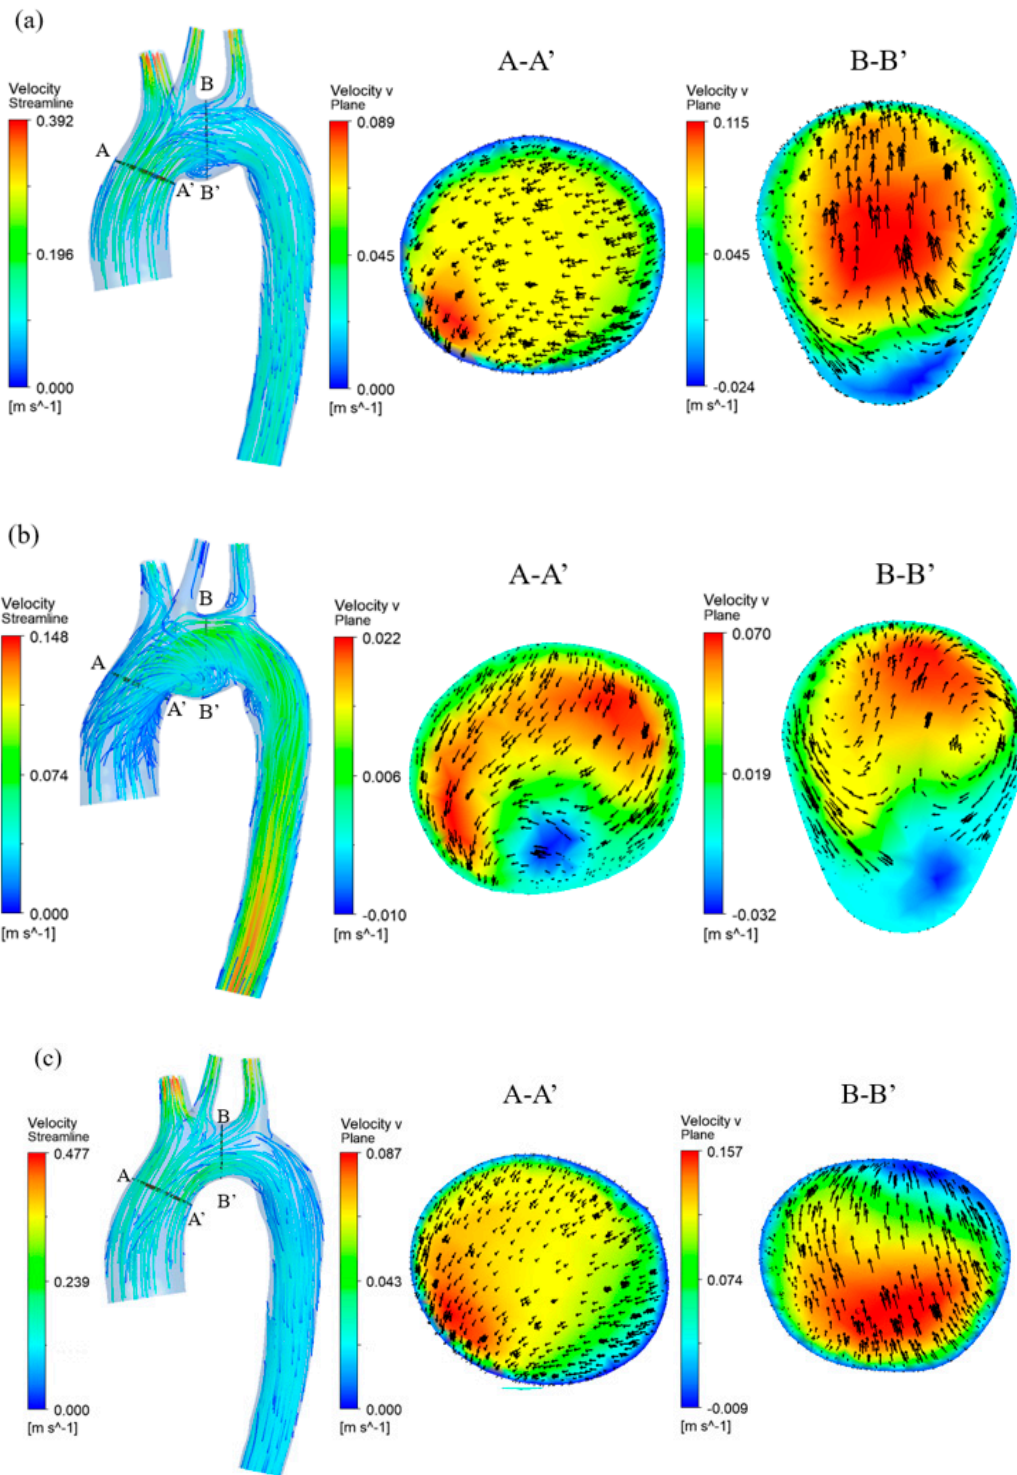 (a)
A-A’
B-B’
Velocity
Streamline
0.392
0.196
0.000
[m s^-1]
B
A
A’
B’
Velocity v
Plane
0.089
0.045
0.000
[m s^-1]
Velocity v
Plane
0.115
0.045
-0.024
[m s^-1]
(b)
A-A’
B-B’
Velocity
Streamline
0.148
0.074
0.000
[m s^-1]
B
A
A’
B’
Velocity v
Plane
0.022
0.006
-0.010
[m s^-1]
Velocity v
Plane
0.070
0.019
-0.032
[m s^-1]
(c)
A-A’
B-B’
Velocity
Streamline
0.477
0.239
0.000
[m s^-1]
B
A
A’
B’
Velocity v
Plane
0.087
0.043
0.000
[m s^-1]
Velocity v
Plane
0.157
0.074
-0.009
[m s^-1]